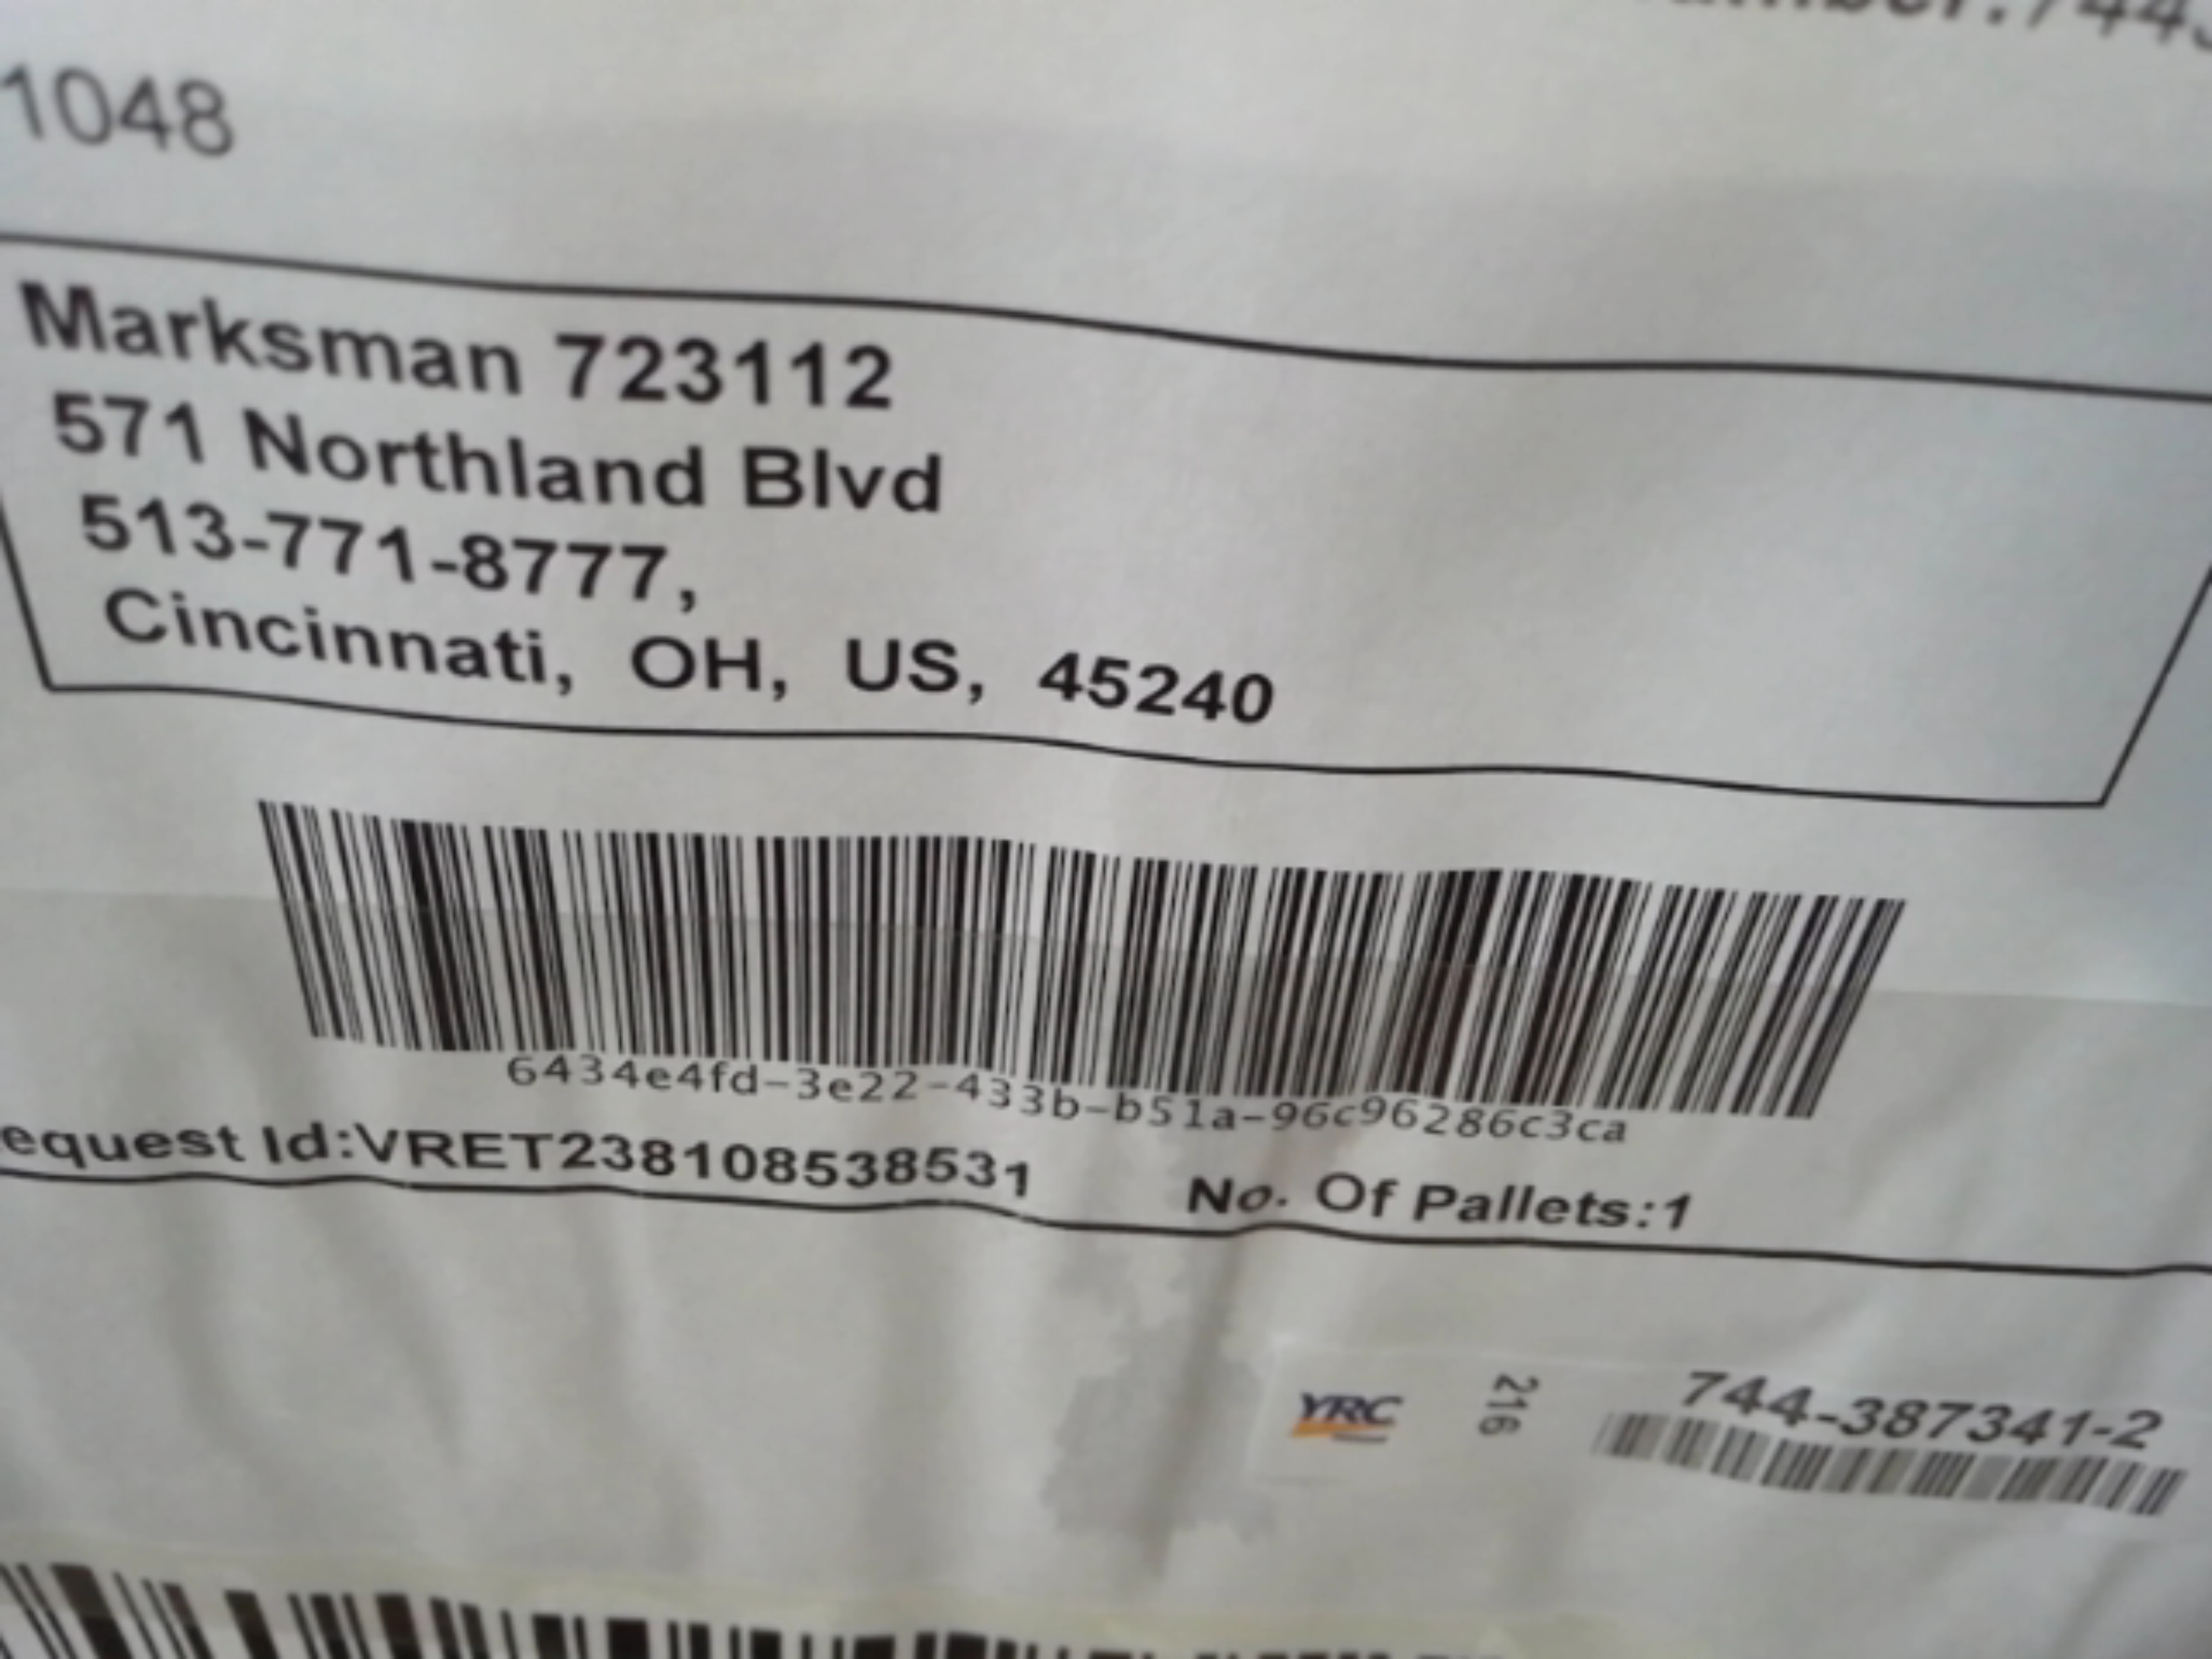 1048
Marksman 723112
571 Northland Blvd
513-771-8777,
Cincinnati, OH, US, 45240
6434e4fd-3e22-433b-b51a-96c96286c3ca
equest Id:VRET238108538531 No. Of Pallets:1
YRC 216 744-387341-2